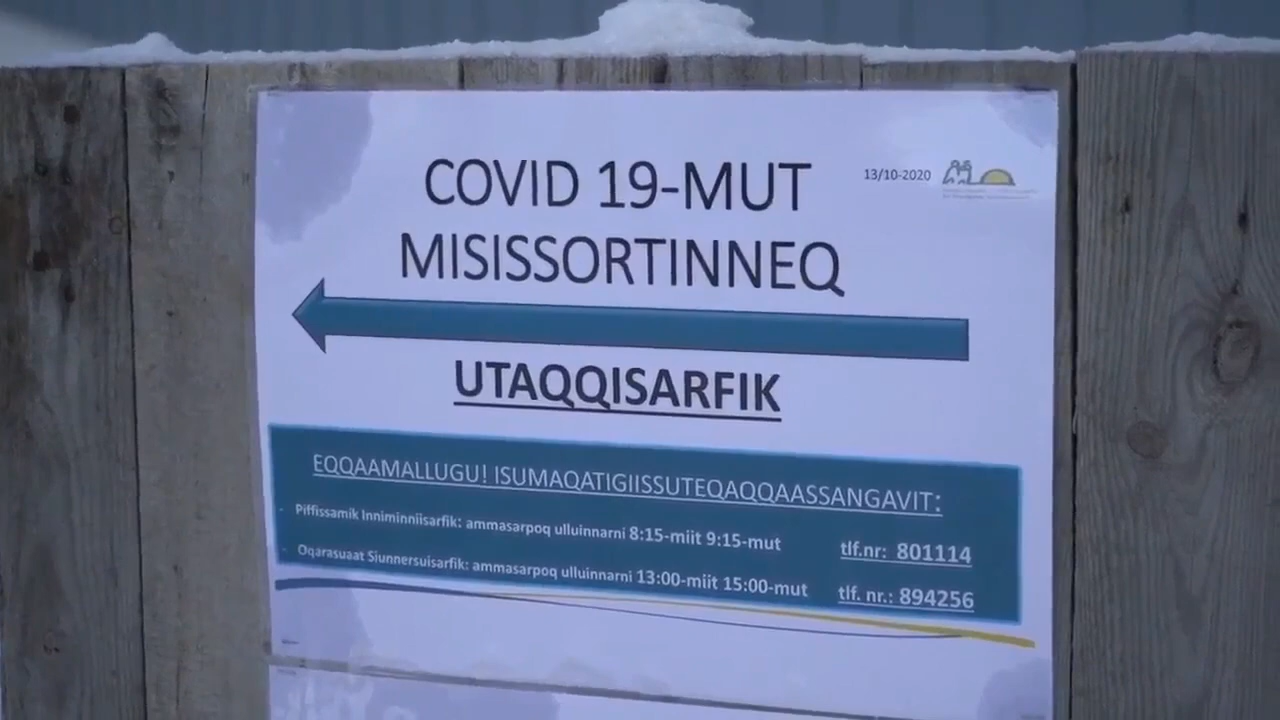 COVID 19-MUT
13/10-2020
MISISSORTINNEQ
UTAQQISARFIK
EQQAAMALLUGU! ISUMAQATIGIISSUTEQAQQAASSANGAVIT:
- Piffissamik Inniminniisarfik: ammasarpoq ulluinnarni 8:15-miit 9:15-mut tlf.nr: 801114
- Oqarasuaat Siunnersuisarfik: ammasarpoq ulluinnarni 13:00-miit 15:00-mut tlf. nr.: 894256